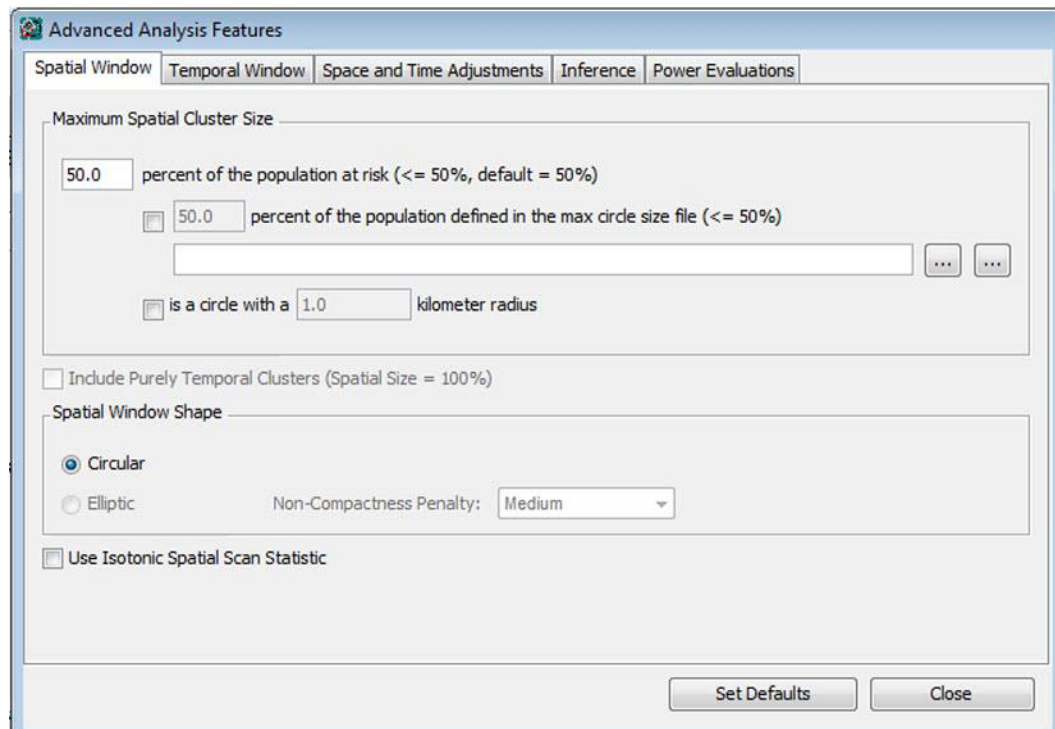 Advanced Analysis Features
Spatial Window Temporal Window Space and Time Adjustments Inference Power Evaluations
Maximum Spatial Cluster Size
50.0 percent of the population at risk (<= 50%, default = 50%)
50.0 percent of the population defined in the max circle size file (<= 50%)
... ...
is a circle with a 1.0 kilometer radius
Include Purely Temporal Clusters (Spatial Size = 100%)
Spatial Window Shape
Circular
Elliptic Non-Compactness Penalty: Medium
Use Isotonic Spatial Scan Statistic
Set Defaults Close